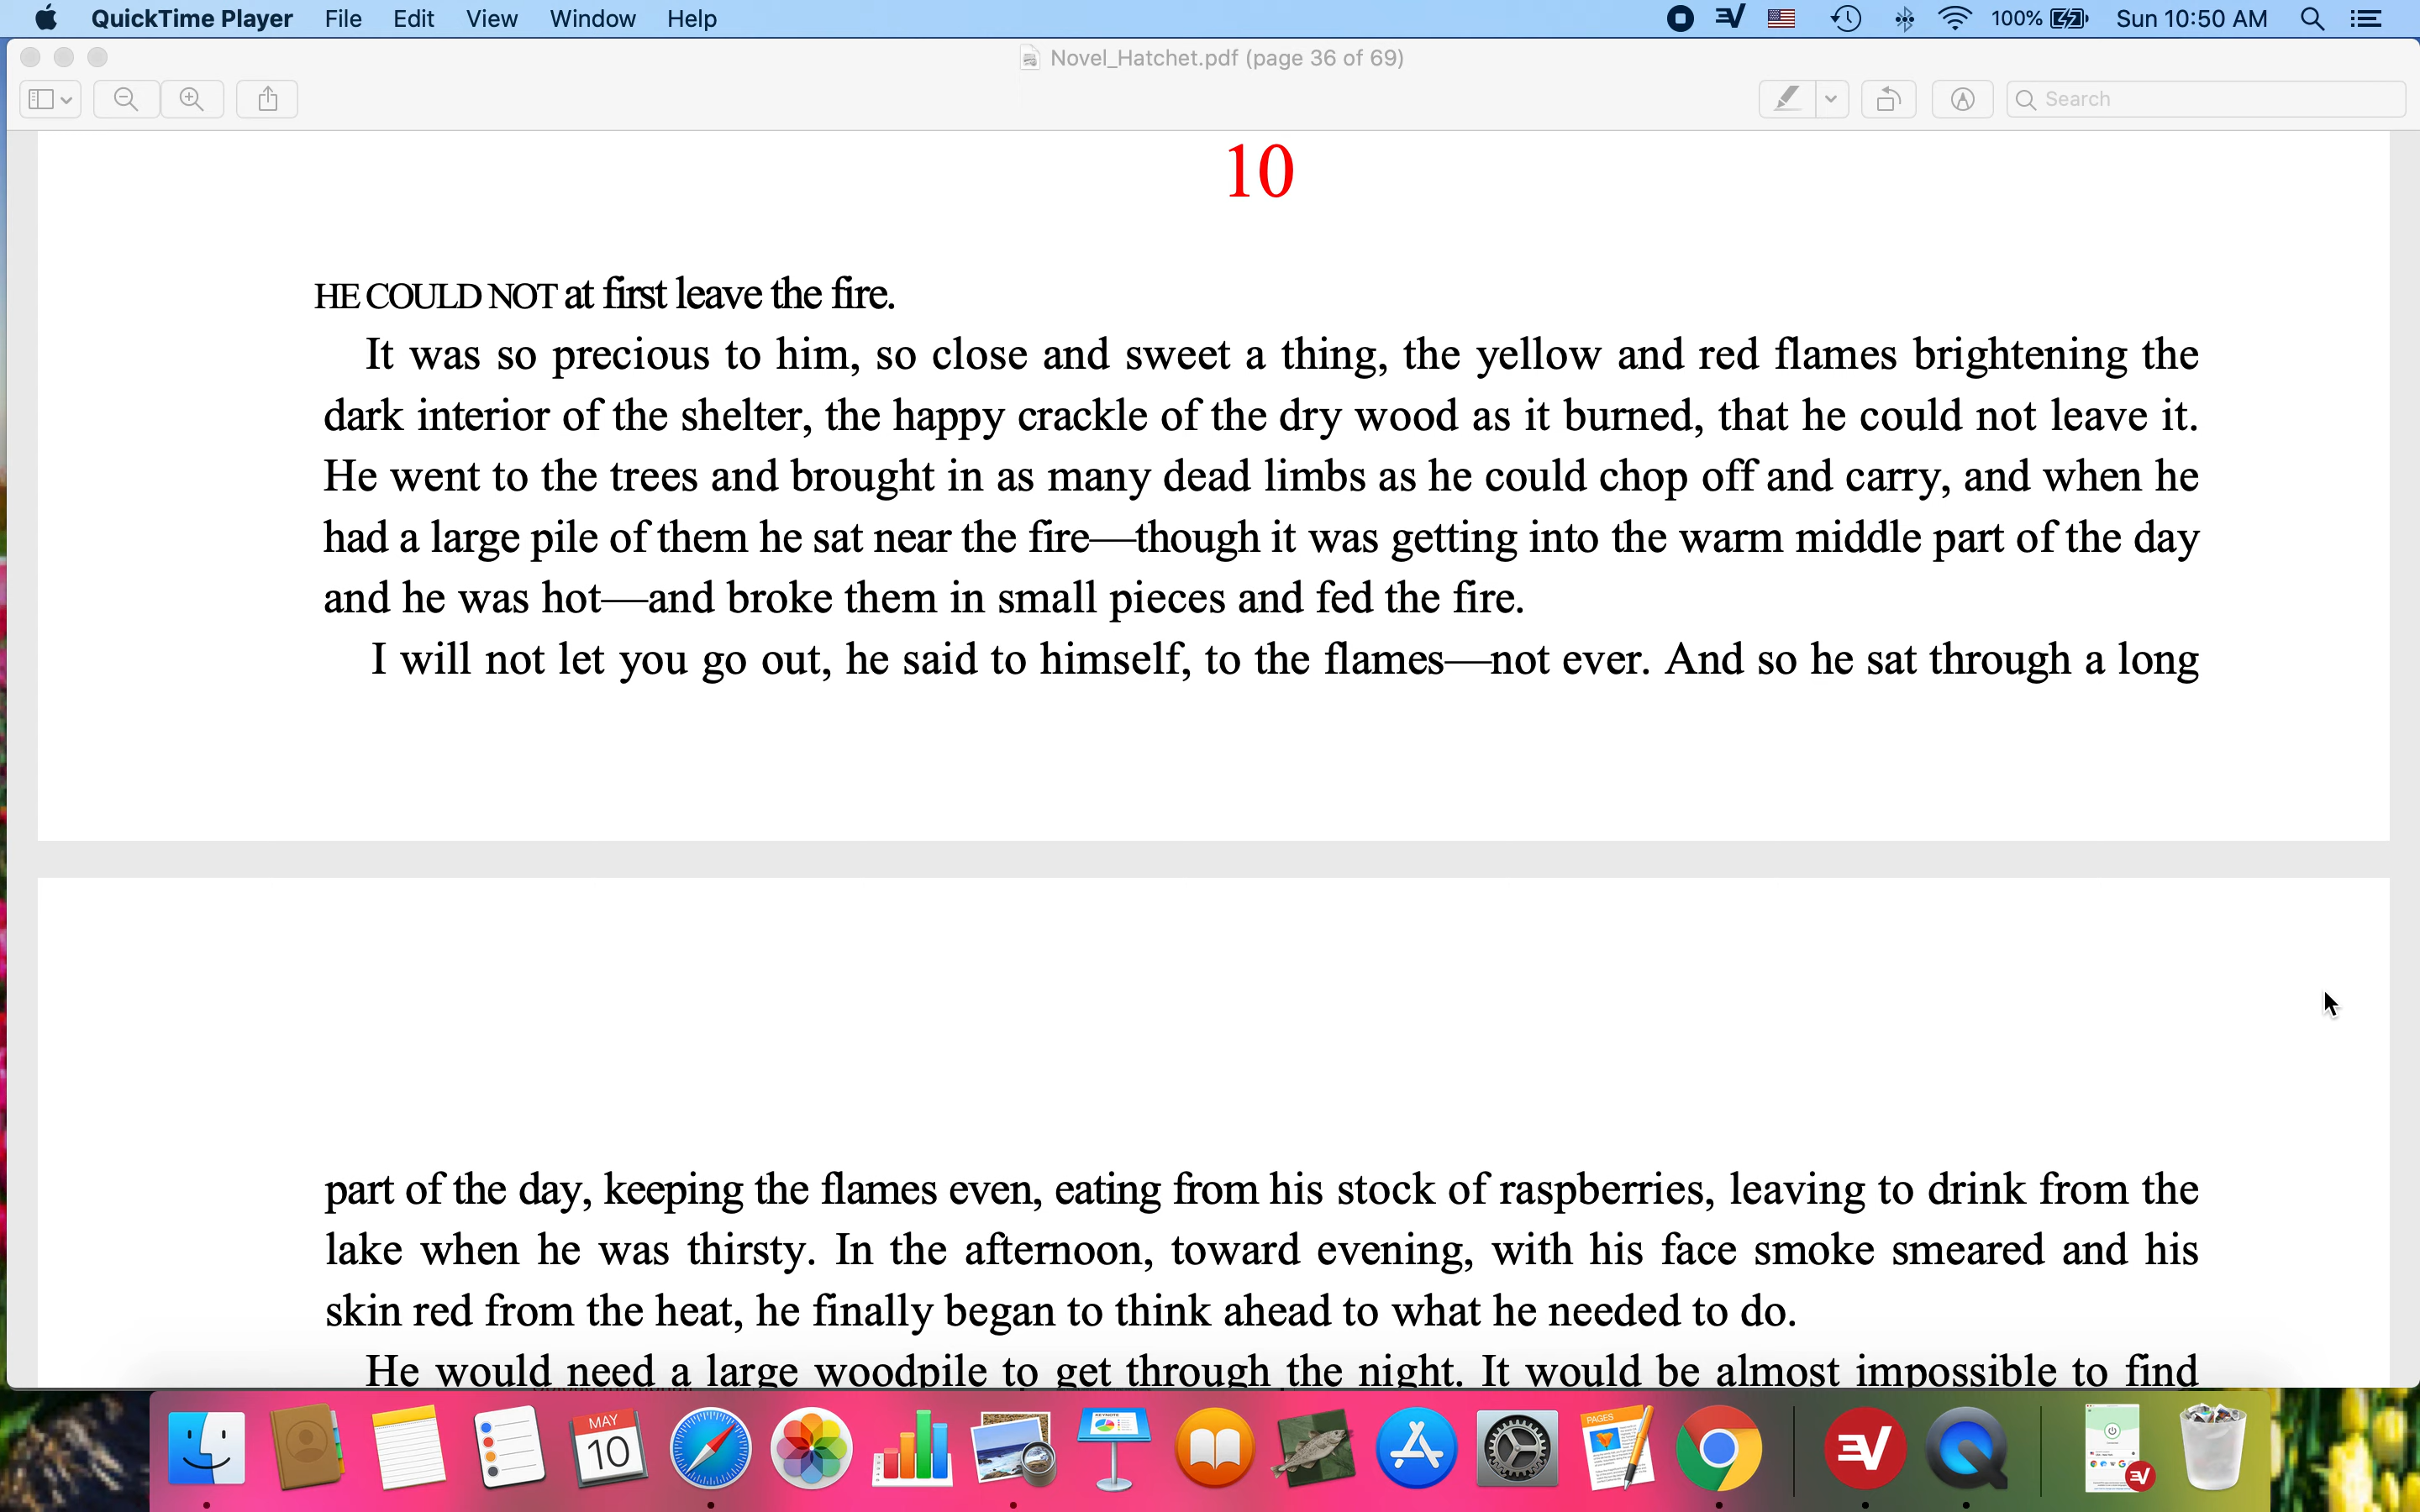 QuickTime Player File Edit View Window Help 100% Sun 10:50 AM
Novel_Hatchet.pdf (page 36 of 69)
Search
10
HE COULD NOT at first leave the fire.
It was so precious to him, so close and sweet a thing, the yellow and red flames brightening the
dark interior of the shelter, the happy crackle of the dry wood as it burned, that he could not leave it.
He went to the trees and brought in as many dead limbs as he could chop off and carry, and when he
had a large pile of them he sat near the fire—though it was getting into the warm middle part of the day
and he was hot—and broke them in small pieces and fed the fire.
I will not let you go out, he said to himself, to the flames—not ever. And so he sat through a long
part of the day, keeping the flames even, eating from his stock of raspberries, leaving to drink from the
lake when he was thirsty. In the afternoon, toward evening, with his face smoke smeared and his
skin red from the heat, he finally began to think ahead to what he needed to do.
He would need a large woodpile to get through the night. It would be almost impossible to find
MAY
10
KEYNOTE
PAGES